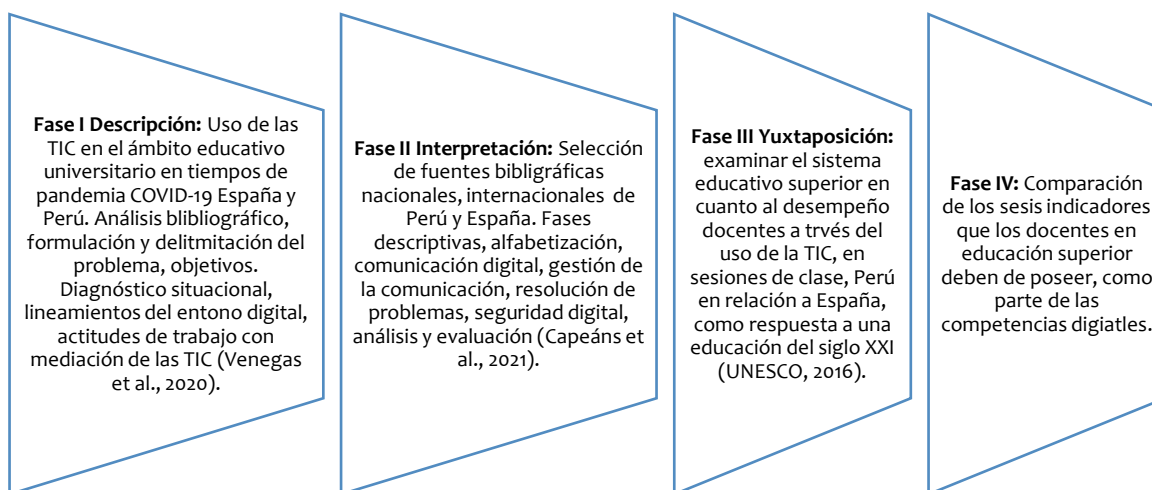 Fase I Descripción: Uso de las
TIC en el ámbito educativo
universitario en tiempos de
pandemia COVID-19 España y
Perú. Análisis blibliográfico,
formulación y delitmitación del
problema, objetivos.
Diagnóstico situacional,
lineamientos del entono digital,
actitudes de trabajo con
mediación de las TIC (Venegas
et al., 2020).
Fase II Interpretación: Selección
de fuentes bibligráficas
nacionales, internacionales de
Perú y España. Fases
descriptivas, alfabetización,
comunicación digital, gestión de
la comunicación, resolución de
problemas, seguridad digital,
análisis y evaluación (Capeáns et
al., 2021).
Fase III Yuxtaposición:
examinar el sistema
educativo superior en
cuanto al desempeño
docentes a trvés del
uso de la TIC, en
sesiones de clase, Perú
en relación a España,
como respuesta a una
educación del siglo XXI
(UNESCO, 2016).
Fase IV: Comparación
de los sesis indicadores
que los docentes en
educación superior
deben de poseer, como
parte de las
competencias digiatles.